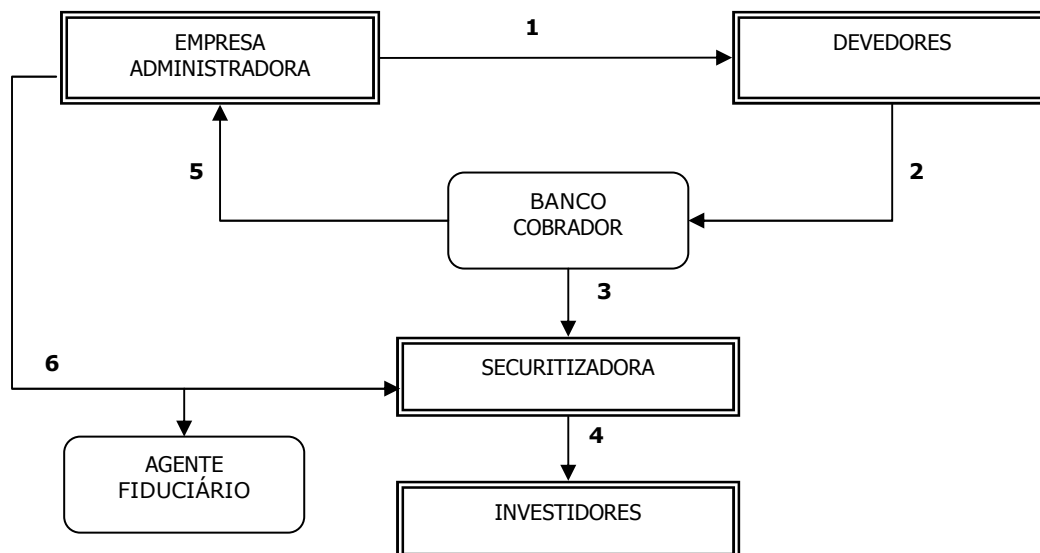 EMPRESA
ADMINISTRADORA
1
DEVEDORES
5
2
BANCO
COBRADOR
3
6
SECURITIZADORA
4
AGENTE
FIDUCIÁRIO
INVESTIDORES